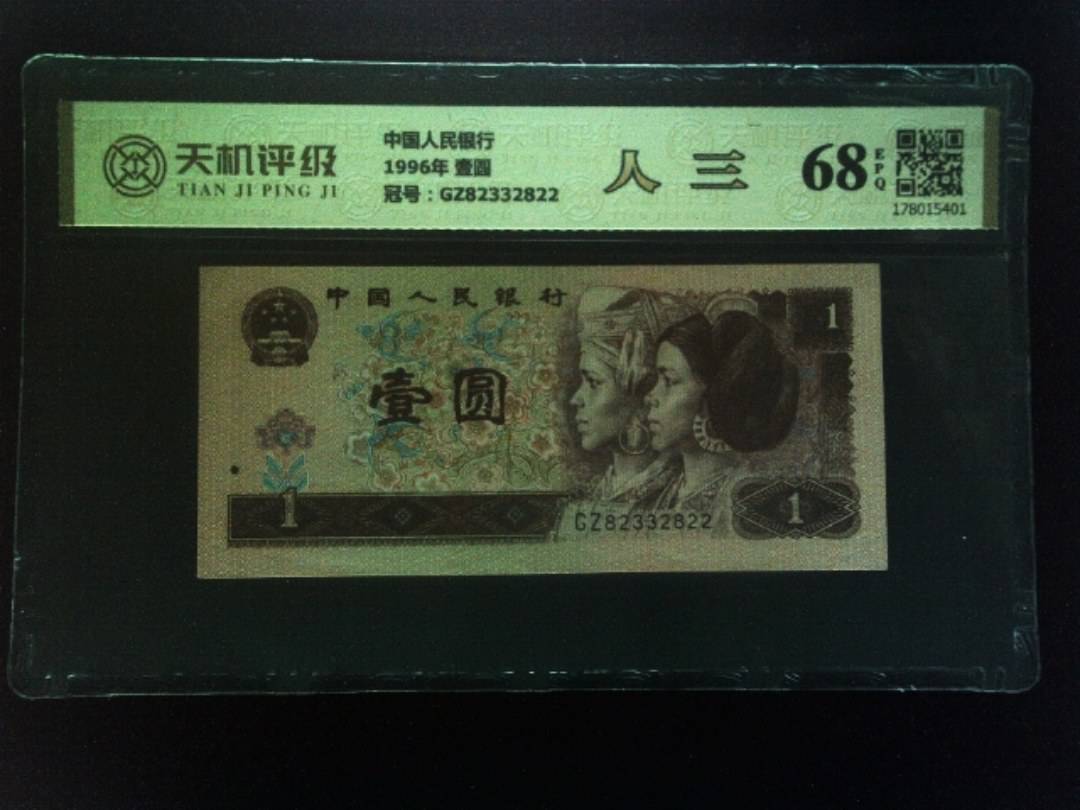 天机评级
TIAN JI PING JI
中国人民银行
1996年 壹圆
冠号：GZ82332822
人三
68
EPQ
178015401
中国人民银行
1
壹圆
1
GZ82332822
1